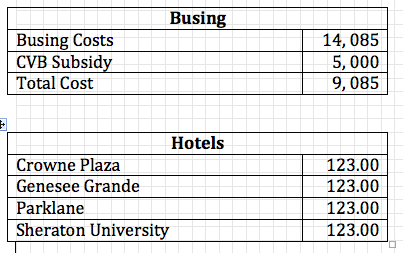 Busing
Busing Costs 14, 085
CVB Subsidy 5, 000
Total Cost 9, 085
Hotels
Crowne Plaza 123.00
Genesee Grande 123.00
Parklane 123.00
Sheraton University 123.00